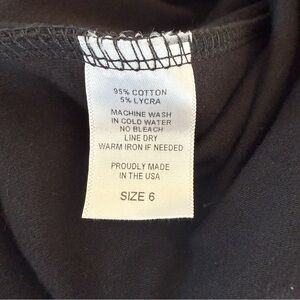 95% COTTON
5% LYCRA
MACHINE WASH
IN COLD WATER
NO BLEACH
LINE DRY
WARM IRON IF NEEDED
PROUDLY MADE
IN THE USA
SIZE 6